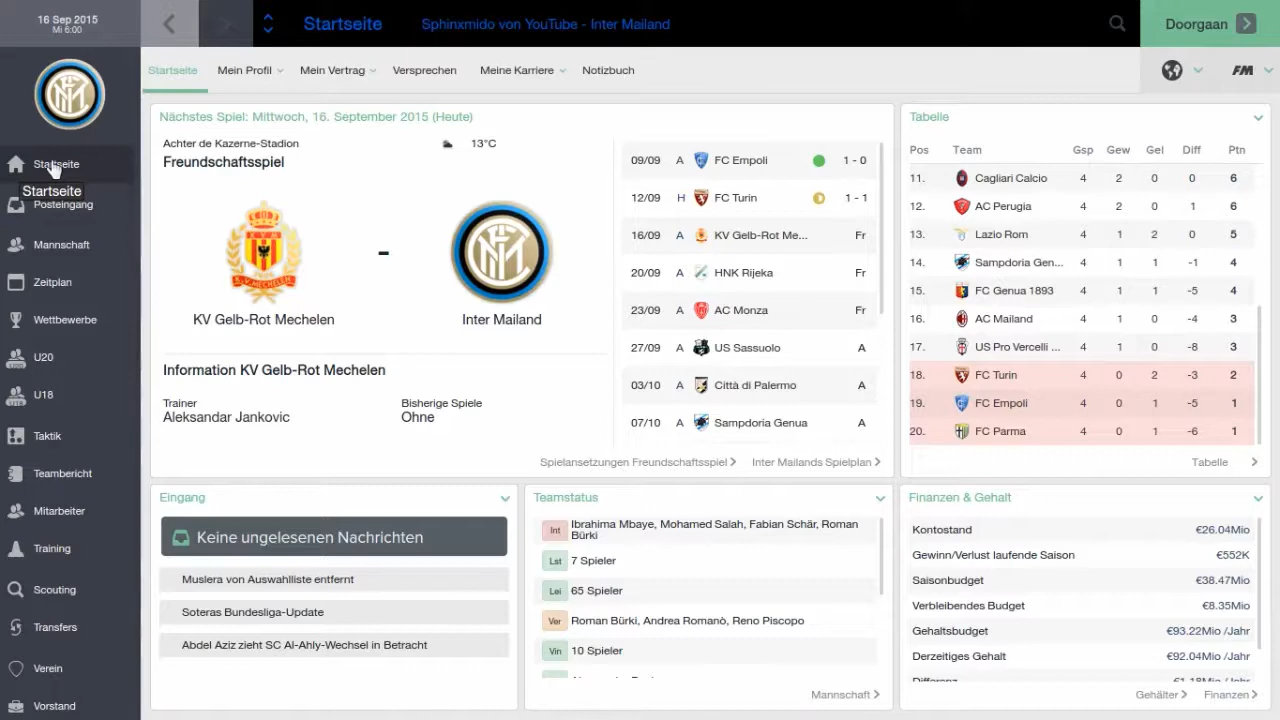 16 Sep 2015
Mi 6:00
Startseite
Sphinxmido von YouTube - Inter Mailand
Doorgaan
Startseite
Mein Profil
Mein Vertrag
Versprechen
Meine Karriere
Notizbuch
FM
Startseite
Startseite
Posteingang
Mannschaft
Zeitplan
Wettbewerbe
U20
U18
Taktik
Teambericht
Mitarbeiter
Training
Scouting
Transfers
Verein
Vorstand
Nächstes Spiel: Mittwoch, 16. September 2015 (Heute)
Achter de Kazerne-Stadion
13°C
Freundschaftsspiel
KV Gelb-Rot Mechelen
-
Inter Mailand
Information KV Gelb-Rot Mechelen
Trainer
Bisherige Spiele
Aleksandar Jankovic
Ohne
09/09 A FC Empoli 1 - 0
12/09 H FC Turin 1 - 1
16/09 A KV Gelb-Rot Me... Fr
20/09 A HNK Rijeka Fr
23/09 A AC Monza Fr
27/09 A US Sassuolo A
03/10 A Città di Palermo A
07/10 A Sampdoria Genua A
Spielansetzungen Freundschaftsspiel
Inter Mailands Spielplan
Tabelle
Pos Team Gsp Gew Gel Diff Ptn
11. Cagliari Calcio 4 2 0 0 6
12. AC Perugia 4 2 0 1 6
13. Lazio Rom 4 1 2 0 5
14. Sampdoria Gen... 4 1 1 -1 4
15. FC Genua 1893 4 1 1 -5 4
16. AC Mailand 4 1 0 -4 3
17. US Pro Vercelli ... 4 1 0 -8 3
18. FC Turin 4 0 2 -3 2
19. FC Empoli 4 0 1 -5 1
20. FC Parma 4 0 1 -6 1
Tabelle
Eingang
Keine ungelesenen Nachrichten
Muslera von Auswahlliste entfernt
Soteras Bundesliga-Update
Abdel Aziz zieht SC Al-Ahly-Wechsel in Betracht
Teamstatus
Int Ibrahima Mbaye, Mohamed Salah, Fabian Schär, Roman
Bürki
Lst 7 Spieler
Lei 65 Spieler
Ver Roman Bürki, Andrea Romanò, Reno Piscopo
Vin 10 Spieler
Mannschaft
Finanzen & Gehalt
Kontostand €26.04Mio
Gewinn/Verlust laufende Saison €552K
Saisonbudget €38.47Mio
Verbleibendes Budget €8.35Mio
Gehaltsbudget €93.22Mio /Jahr
Derzeitiges Gehalt €92.04Mio /Jahr
Differenz €1.18Mio /Jahr
Gehälter
Finanzen